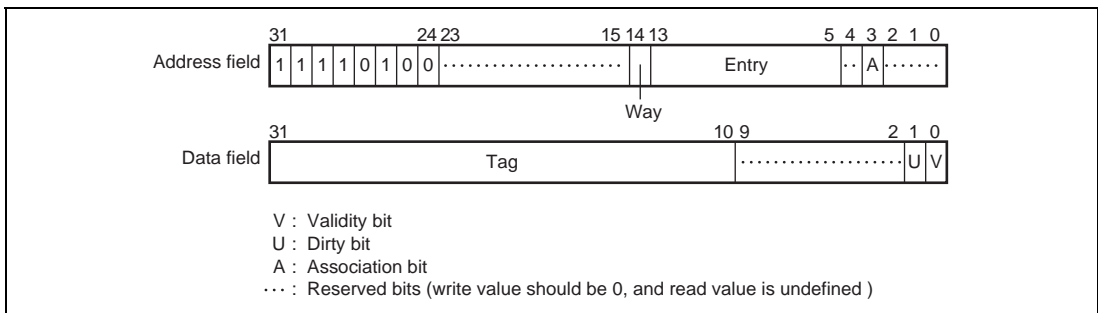 31 24 23 15 14 13 5 4 3 2 1 0
Address field 1 1 1 1 0 1 0 0 ···················· Entry ·· A ·······
Way
31 10 9 2 1 0
Data field Tag ···················· U V
V : Validity bit
U : Dirty bit
A : Association bit
··· : Reserved bits (write value should be 0, and read value is undefined )